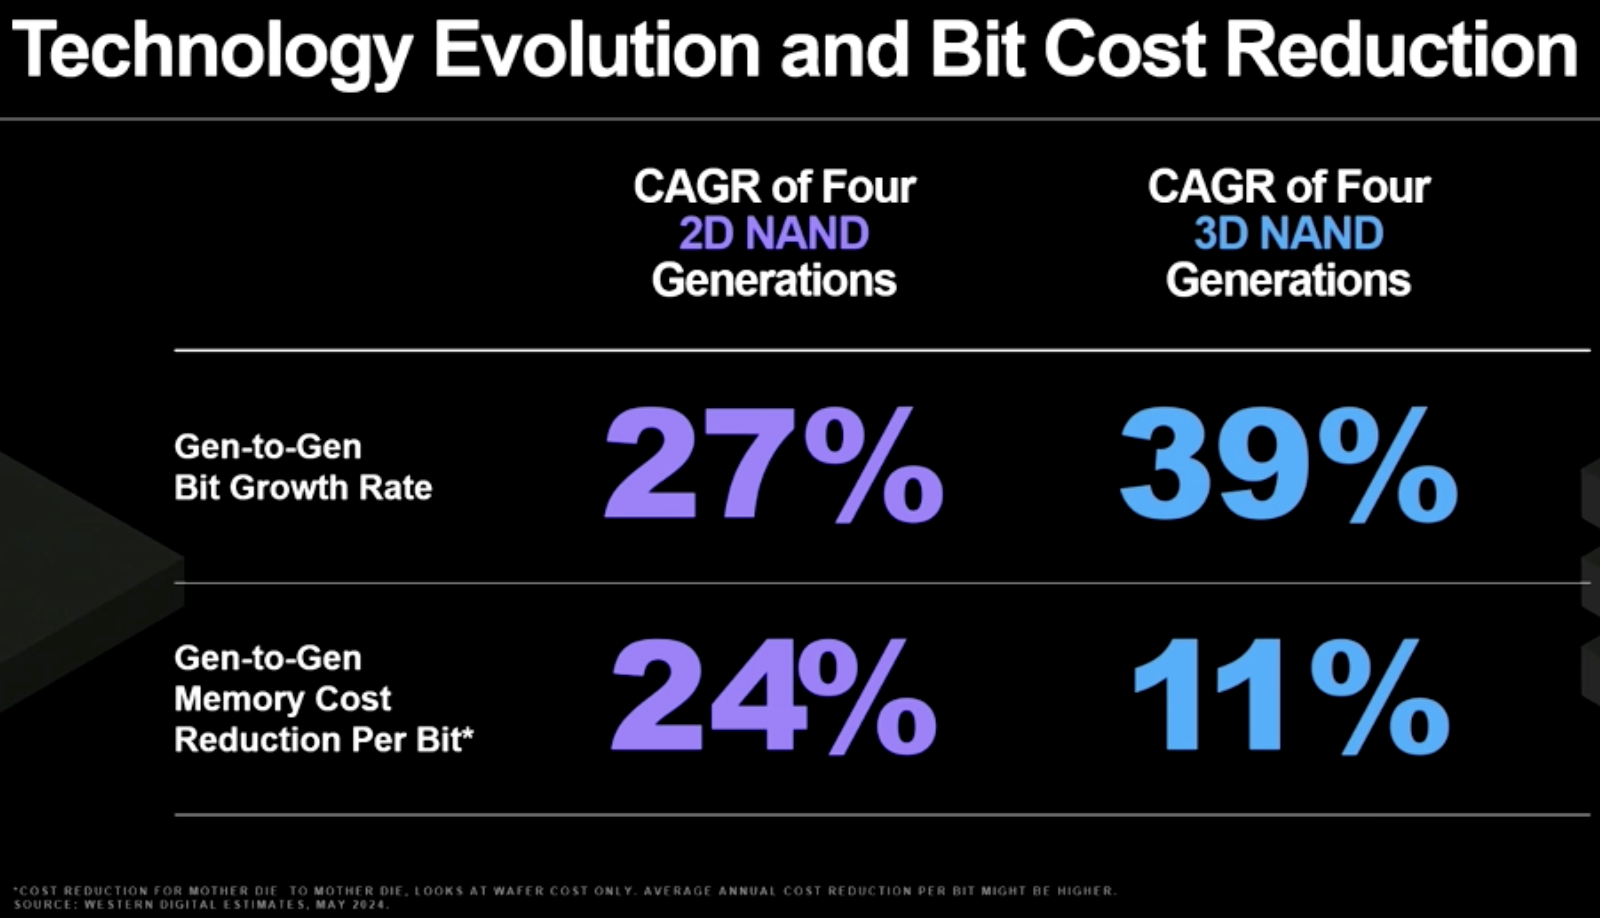 Technology Evolution and Bit Cost Reduction
CAGR of Four
2D NAND
Generations
CAGR of Four
3D NAND
Generations
Gen-to-Gen
Bit Growth Rate
27%
39%
Gen-to-Gen
Memory Cost
Reduction Per Bit*
24%
11%
*COST REDUCTION FOR MOTHER DIE TO MOTHER DIE, LOOKS AT WAFER COST ONLY. AVERAGE ANNUAL COST REDUCTION PER BIT MIGHT BE HIGHER.
SOURCE: WESTERN DIGITAL ESTIMATES, MAY 2024.